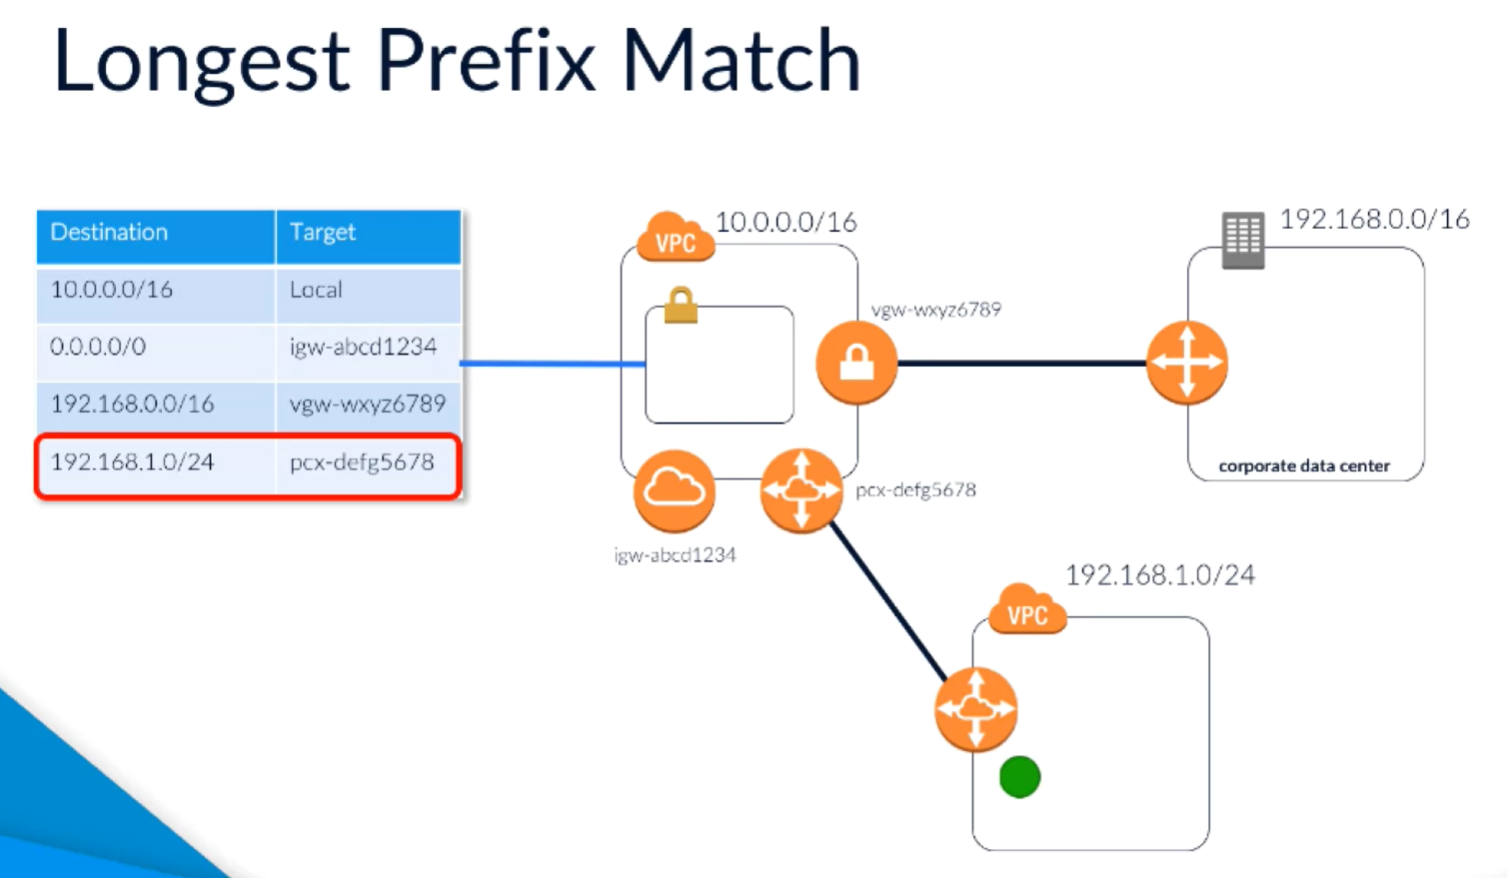 Longest Prefix Match
Destination Target
10.0.0.0/16 Local
0.0.0.0/0 igw-abcd1234
192.168.0.0/16 vgw-wxyz6789
192.168.1.0/24 pcx-defg5678
VPC
10.0.0.0/16
vgw-wxyz6789
192.168.0.0/16
corporate data center
pcx-defg5678
igw-abcd1234
192.168.1.0/24
VPC